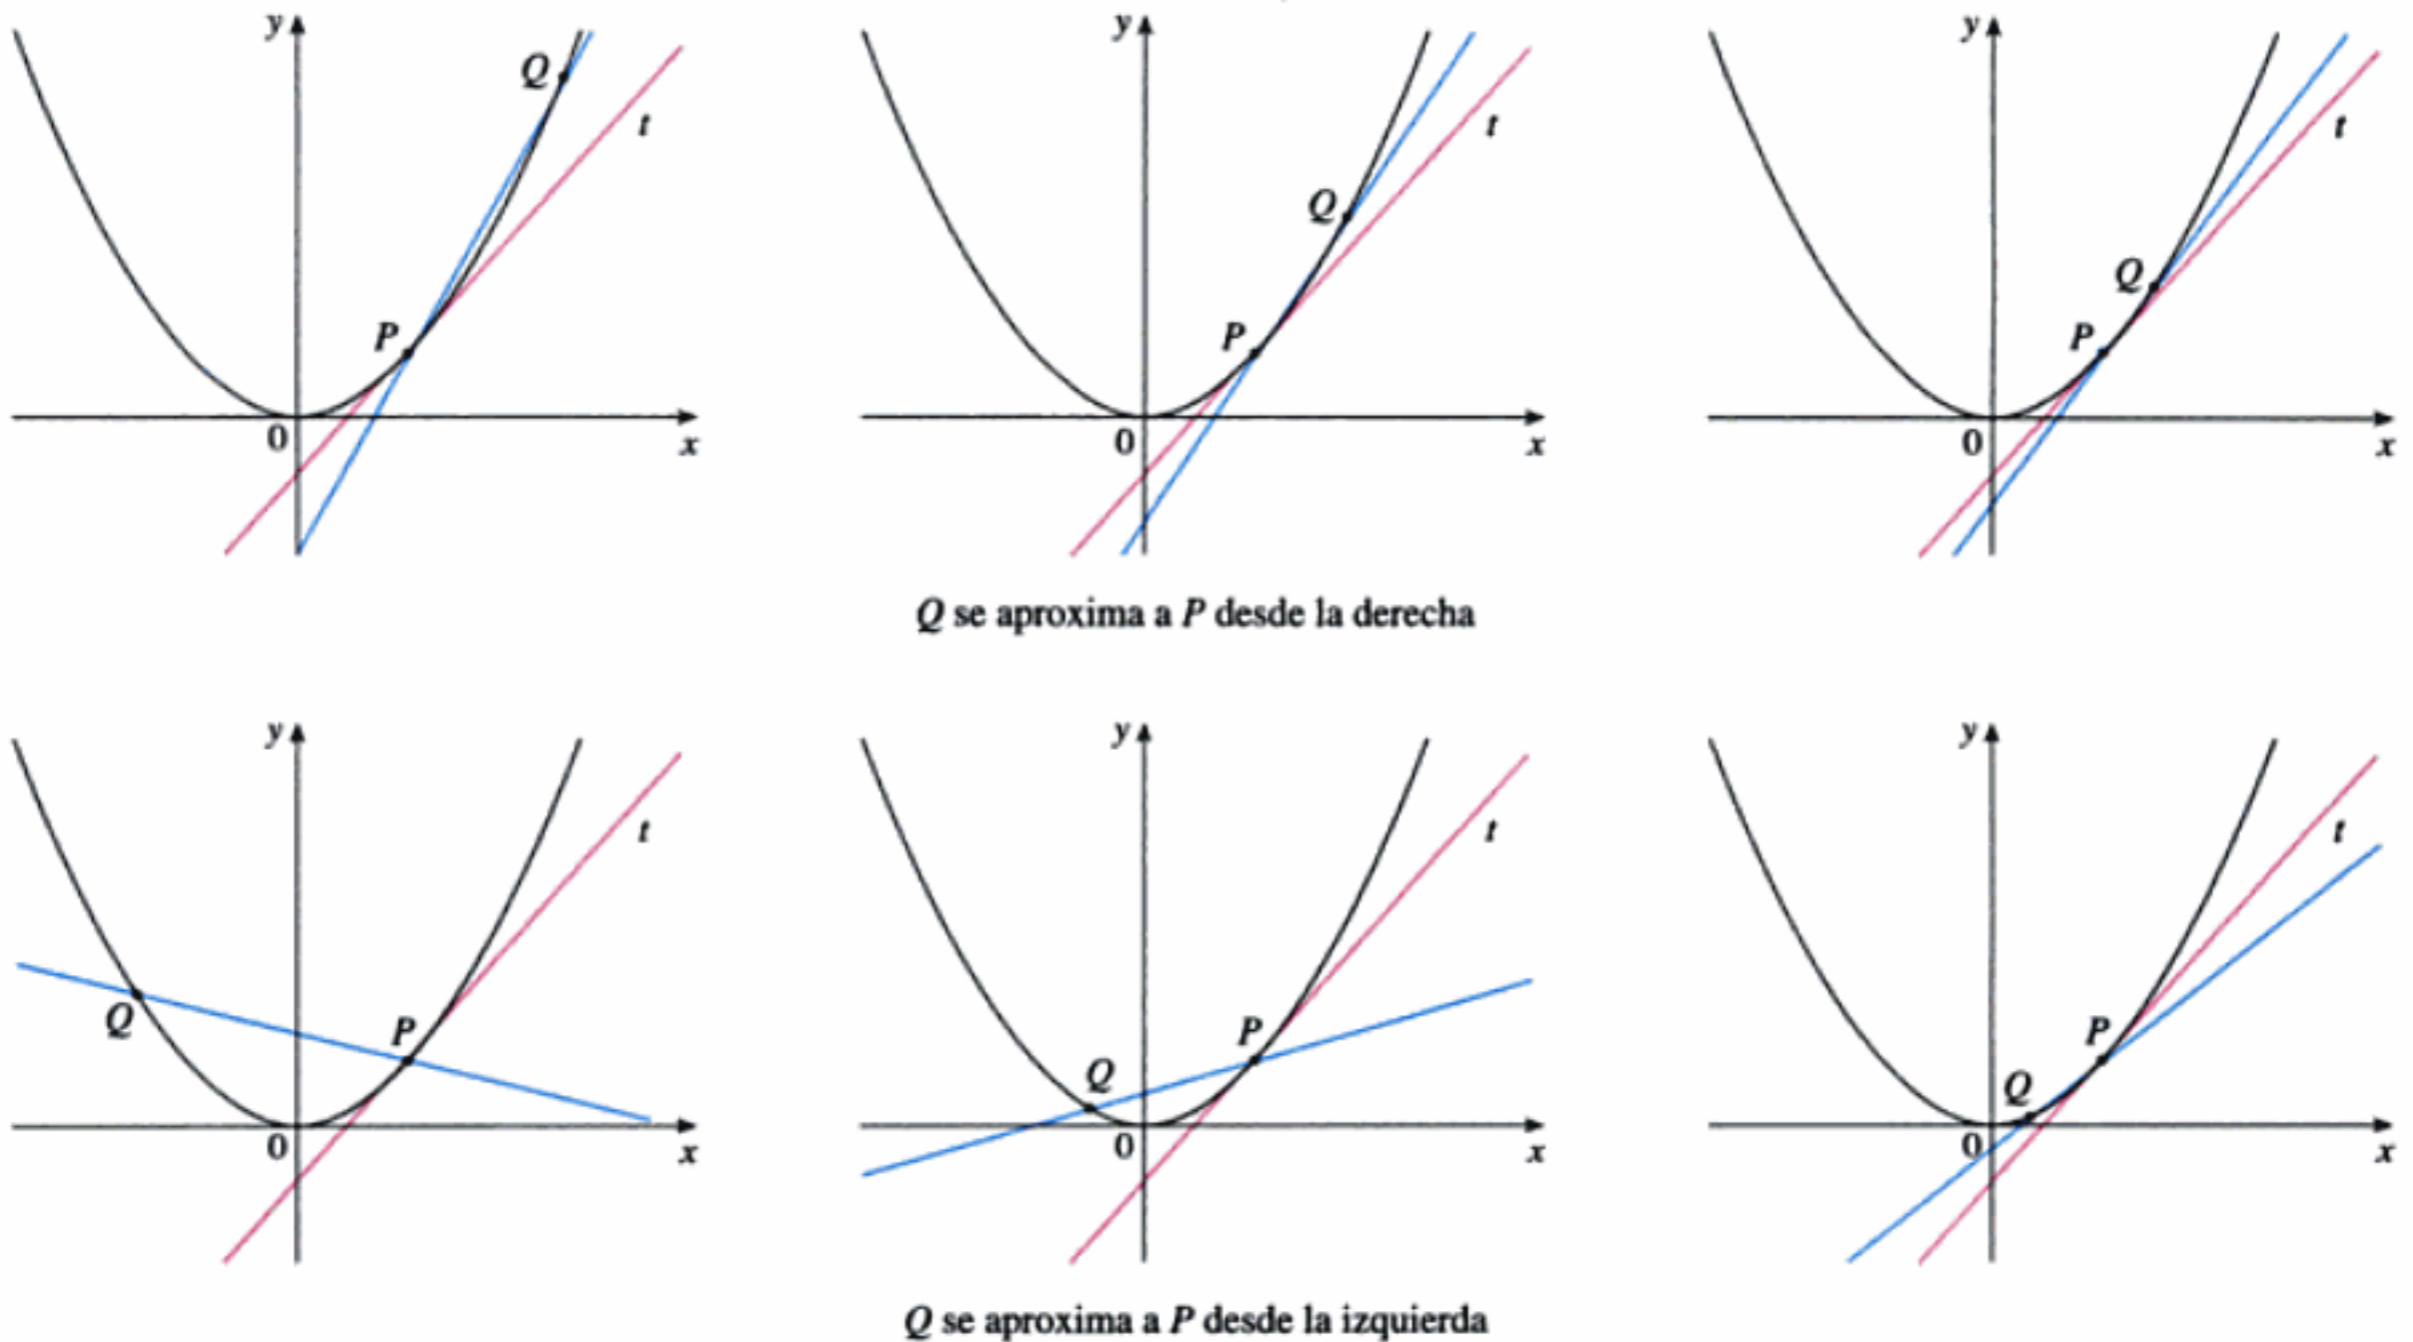 y y y
Q
t t t
Q
Q
P P P
0 x 0 x 0 x
Q se aproxima a P desde la derecha
y y y
t t t
Q P Q P Q P
0 x 0 x 0 x
Q se aproxima a P desde la izquierda